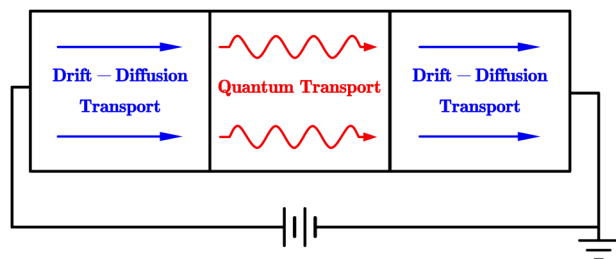 Drift – Diffusion
Transport
Quantum Transport
Drift – Diffusion
Transport